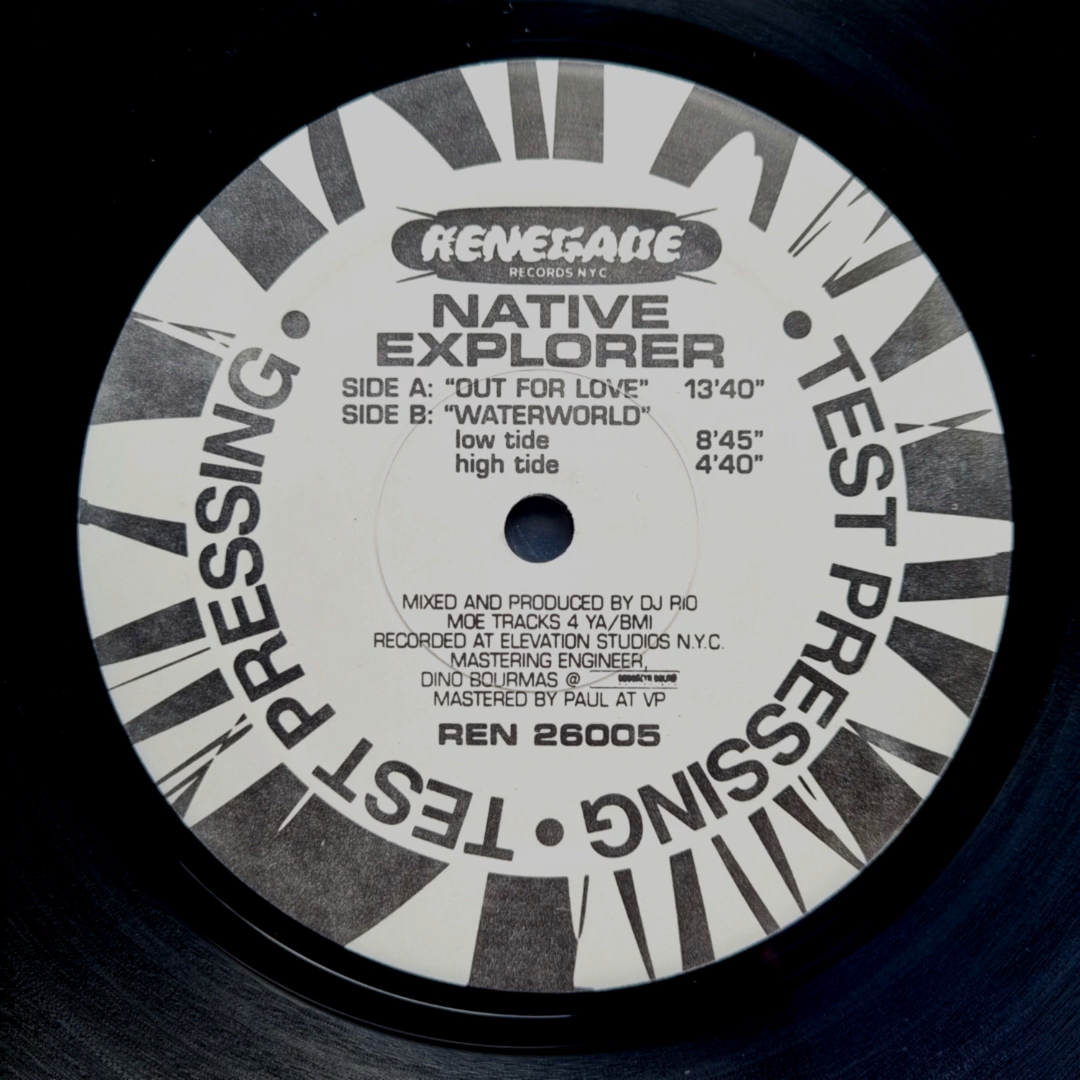 RENEGADE
RECORDS NYC
NATIVE
EXPLORER
SIDE A: “OUT FOR LOVE” 13'40”
SIDE B: “WATERWORLD”
low tide 8'45”
high tide 4'40”
MIXED AND PRODUCED BY DJ RIO
MOE TRACKS 4 YA/BMI
RECORDED AT ELEVATION STUDIOS N.Y.C.
MASTERING ENGINEER,
DINO BOURMAS @
MASTERED BY PAUL AT VP
REN 26005
• TEST PRESSING
• TEST PRESSING